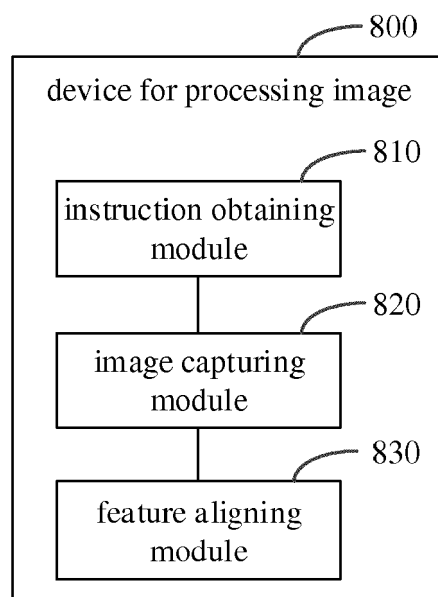 800
device for processing image
810
instruction obtaining
module
820
image capturing
module
830
feature aligning
module